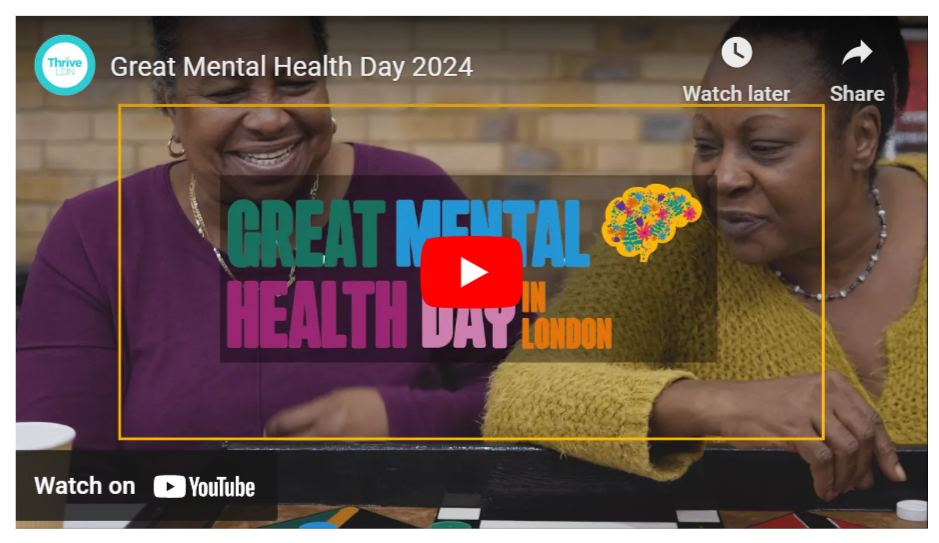 Thrive
LDN
Great Mental Health Day 2024
Watch later
Share
GREAT MENTAL
HEALTH DAY
IN
LONDON
Watch on YouTube